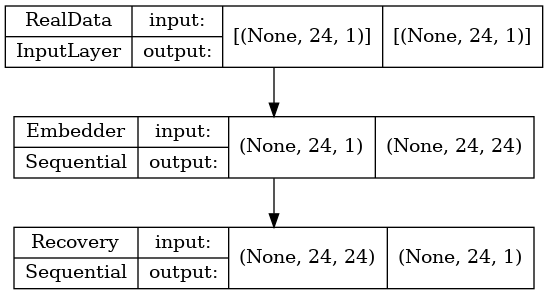 RealData input: [(None, 24, 1)] [(None, 24, 1)]
InputLayer output:
Embedder input: (None, 24, 1) (None, 24, 24)
Sequential output:
Recovery input: (None, 24, 24) (None, 24, 1)
Sequential output: